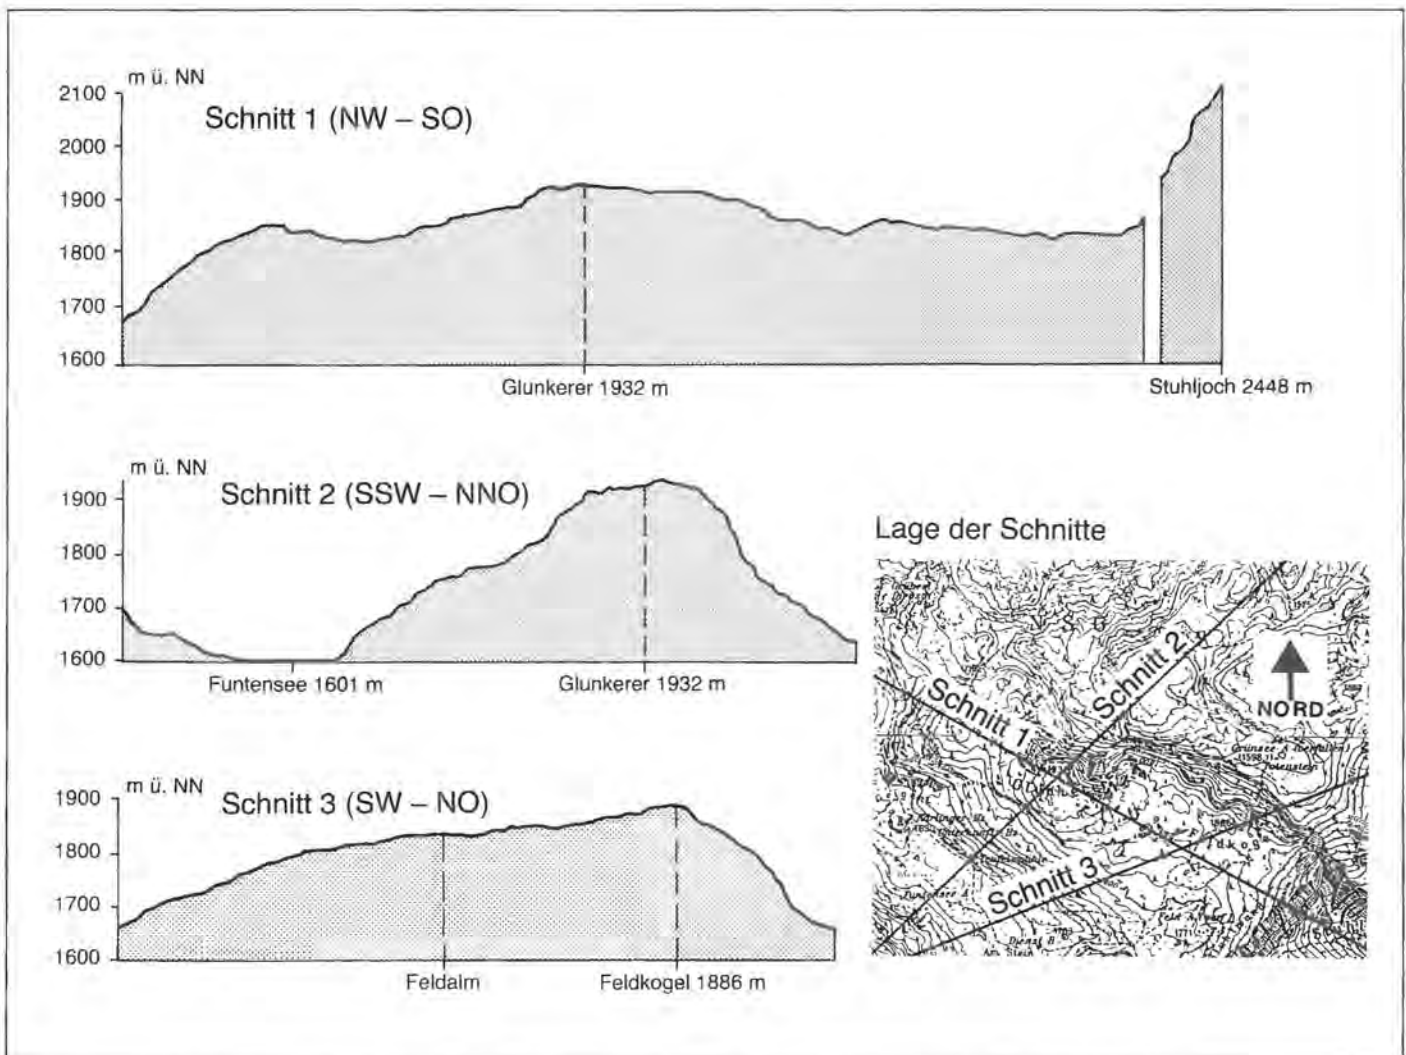 m ü. NN
Schnitt 1 (NW – SO)
2100
2000
1900
1800
1700
1600
Glunkerer 1932 m
Stuhljoch 2448 m
m ü. NN
Schnitt 2 (SSW – NNO)
1900
1800
1700
1600
Funtensee 1601 m
Glunkerer 1932 m
m ü. NN
Schnitt 3 (SW – NO)
1900
1800
1700
1600
Feldalm
Feldkogel 1886 m
Lage der Schnitte
Schnitt 1
Schnitt 2
Schnitt 3
NORD